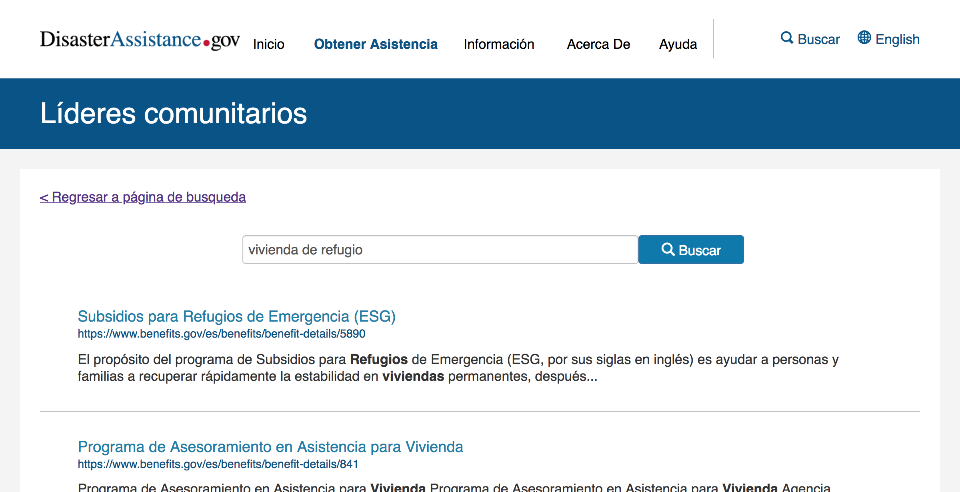 DisasterAssistance.gov Inicio Obtener Asistencia Información Acerca De Ayuda Buscar English
Líderes comunitarios
< Regresar a página de busqueda
vivienda de refugio Buscar
Subsidios para Refugios de Emergencia (ESG)
https://www.benefits.gov/es/benefits/benefit-details/5890
El propósito del programa de Subsidios para Refugios de Emergencia (ESG, por sus siglas en inglés) es ayudar a personas y
familias a recuperar rápidamente la estabilidad en viviendas permanentes, después...
Programa de Asesoramiento en Asistencia para Vivienda
https://www.benefits.gov/es/benefits/benefit-details/841
Programa de Asesoramiento en Asistencia para Vivienda Programa de Asesoramiento en Asistencia para Vivienda Agencia